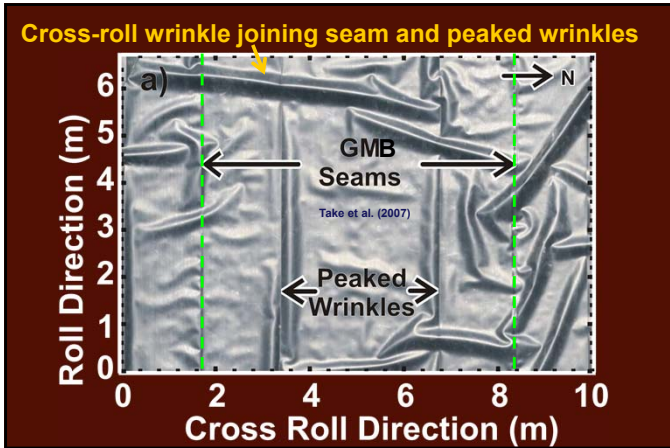 Cross-roll wrinkle joining seam and peaked wrinkles
a)
N
GMB
Seams
Take et al. (2007)
Peaked
Wrinkles
Roll Direction (m)
6
5
4
3
2
1
0
0 2 4 6 8 10
Cross Roll Direction (m)